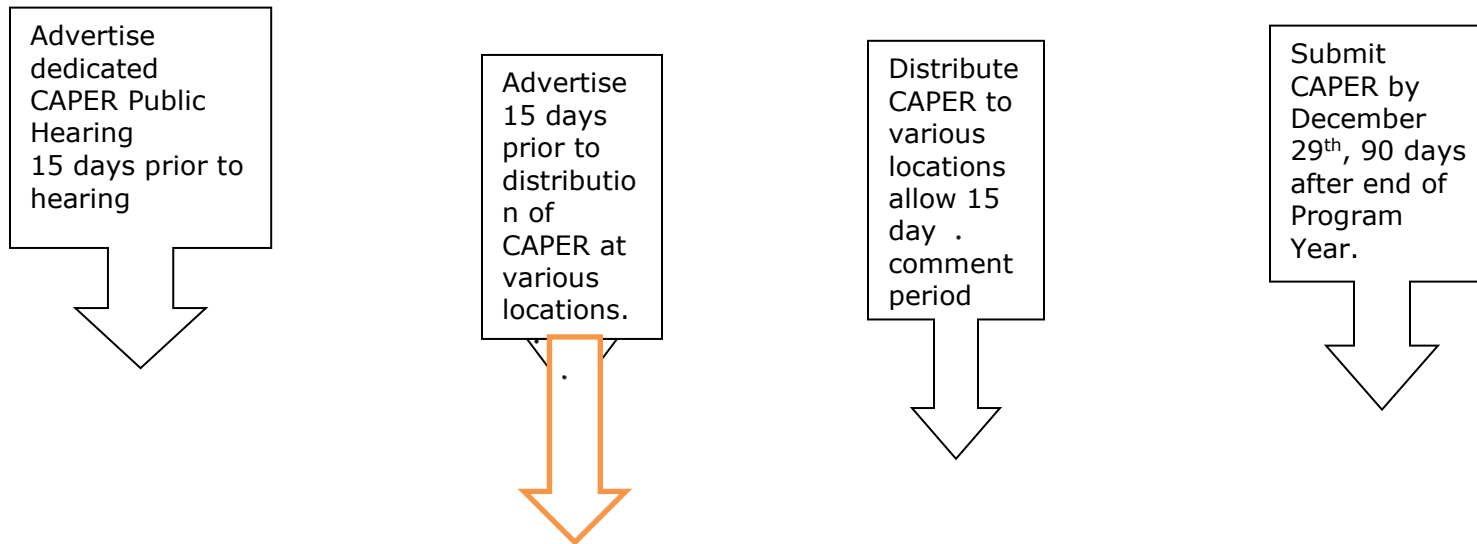 Advertise
dedicated
CAPER Public
Hearing
15 days prior to
hearing
Advertise
15 days
prior to
distributio
n of
CAPER at
various
locations.
Distribute
CAPER to
various
locations
allow 15
day .
comment
period
Submit
CAPER by
December
29th, 90 days
after end of
Program
Year.